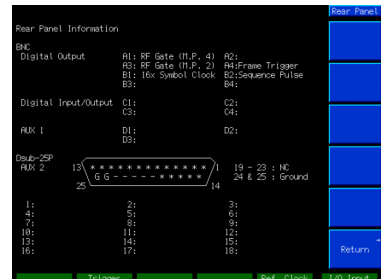 Rear Panel
Rear Panel Information
BNC
Digital Output A1: RF Gate (M.P. 4) A2:
A3: RF Gate (M.P. 2) A4:Frame Trigger
B1: 16x Symbol Clock B2:Sequence Pulse
B3: B4:
Digital Input/Output C1: C2:
C3: C4:
AUX 1 D1: D2:
D3:
Dsub-25P
AUX 2 13 * * * * * * * * * * * * * 1 19 - 23 : NC
G G - - - - - * * * * * 24 & 25 : Ground
25 14
1: 2: 3:
4: 5: 6:
7: 8: 9:
10: 11: 12:
13: 14: 15:
16: 17: 18:
Return
Trigger Ref. Clock I/O Input